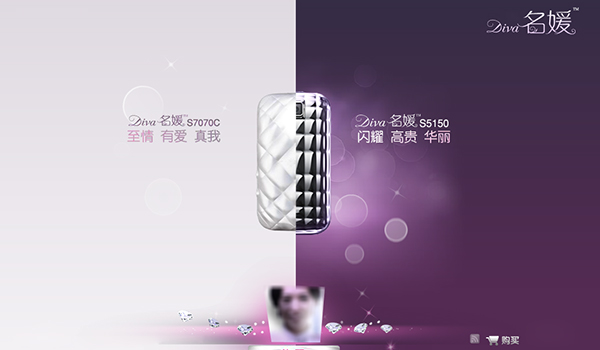 Diva 名媛™
Diva 名媛™ S7070C
至情 有爱 真我
Diva 名媛™ S5150
闪耀 高贵 华丽
购买